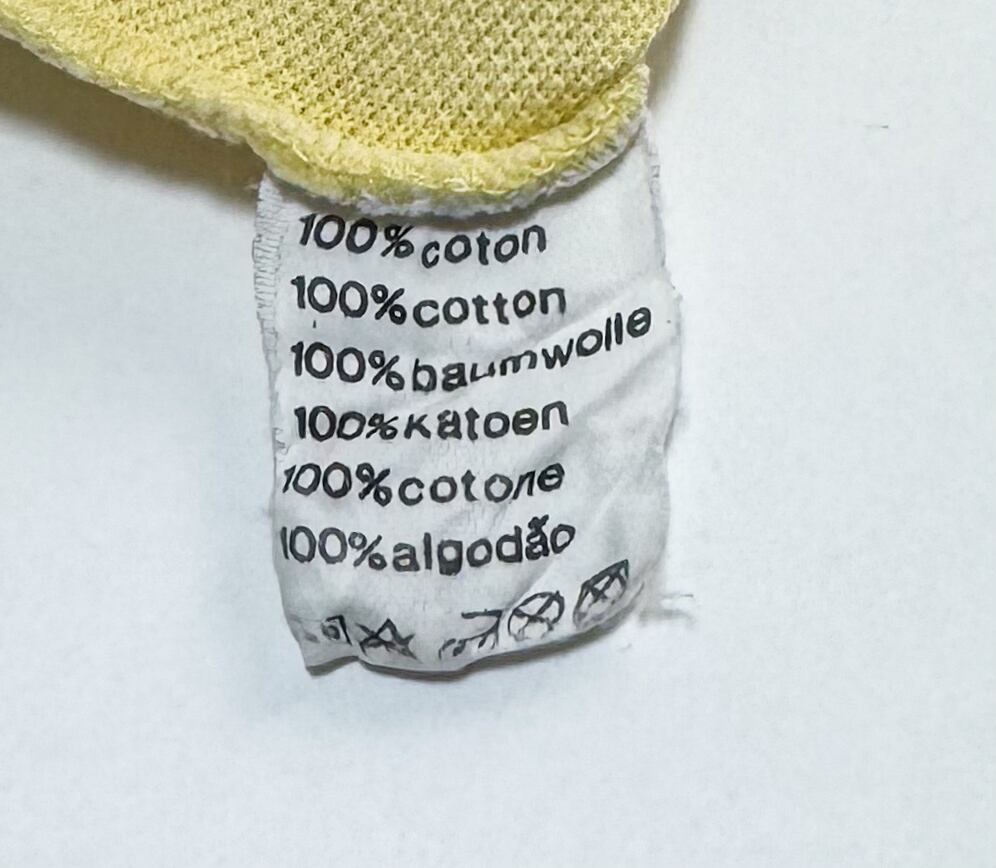 100% coton
100% cotton
100% baumwolle
100% katoen
100% cotone
100% algodão